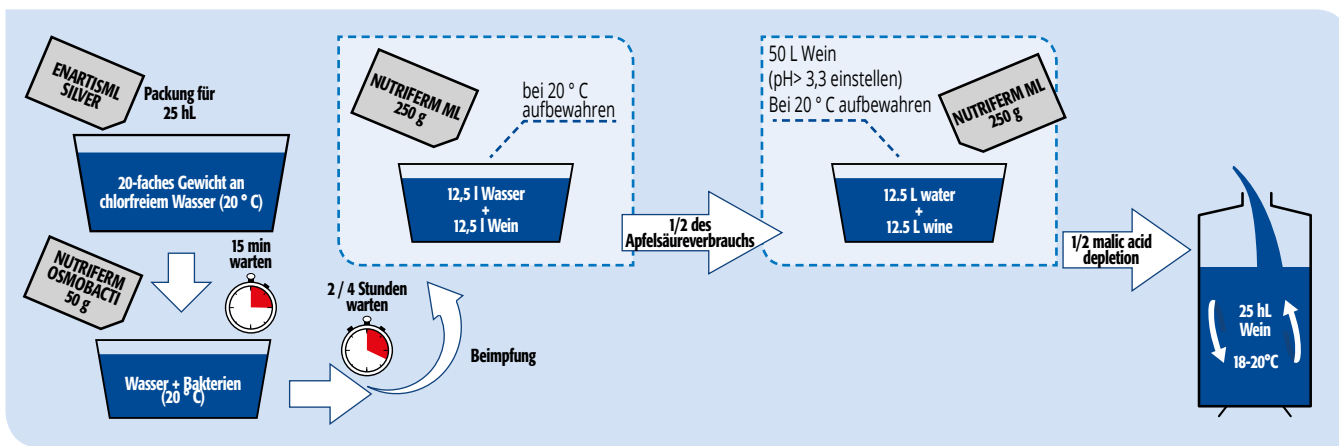 ENARTISML
SILVER
Packung für
25 hL
20-faches Gewicht an
chlorfreiem Wasser (20 ° C)
15 min
warten
NUTRIFERM
OSMOBACTI
50 g
Wasser + Bakterien
(20 ° C)
2 / 4 Stunden
warten
Beimpfung
NUTRIFERM ML
250 g
bei 20 ° C
aufbewahren
12,5 l Wasser
+
12,5 l Wein
1/2 des
Apfelsäureverbrauchs
50 L Wein
(pH> 3,3 einstellen)
Bei 20 ° C aufbewahren
NUTRIFERM ML
250 g
12.5 L water
+
12.5 L wine
1/2 malic acid
depletion
25 hL
Wein
18-20°C